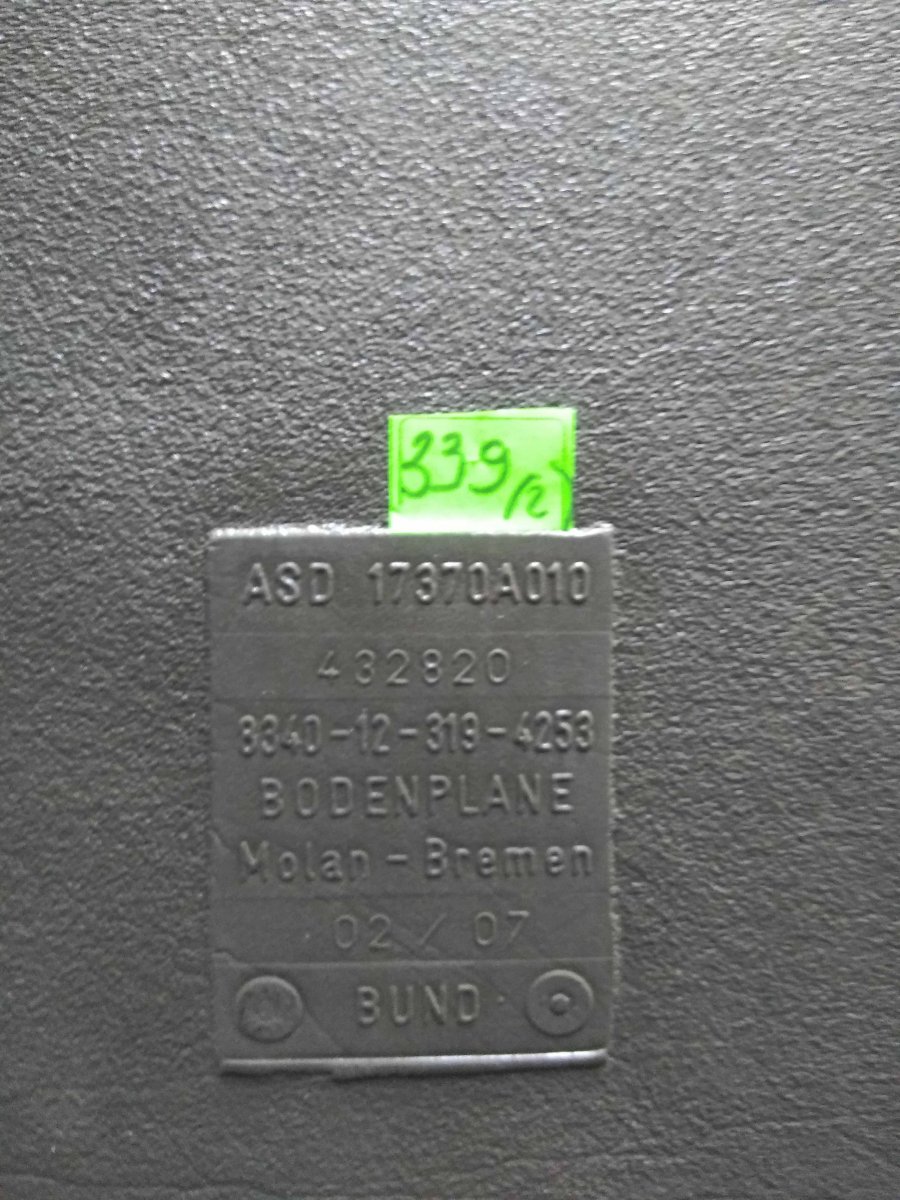 339/2
ASD 17370A010
432820
8340-12-319-4253
BODENPLANE
Molan-Bremen
02/07
BUND